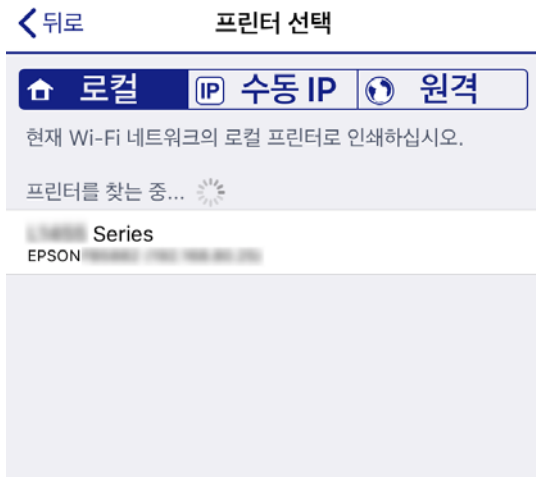 뒤로 프린터 선택
로컬 IP 수동 IP 원격
현재 Wi-Fi 네트워크의 로컬 프린터로 인쇄하십시오.
프린터를 찾는 중...
Series
EPSON